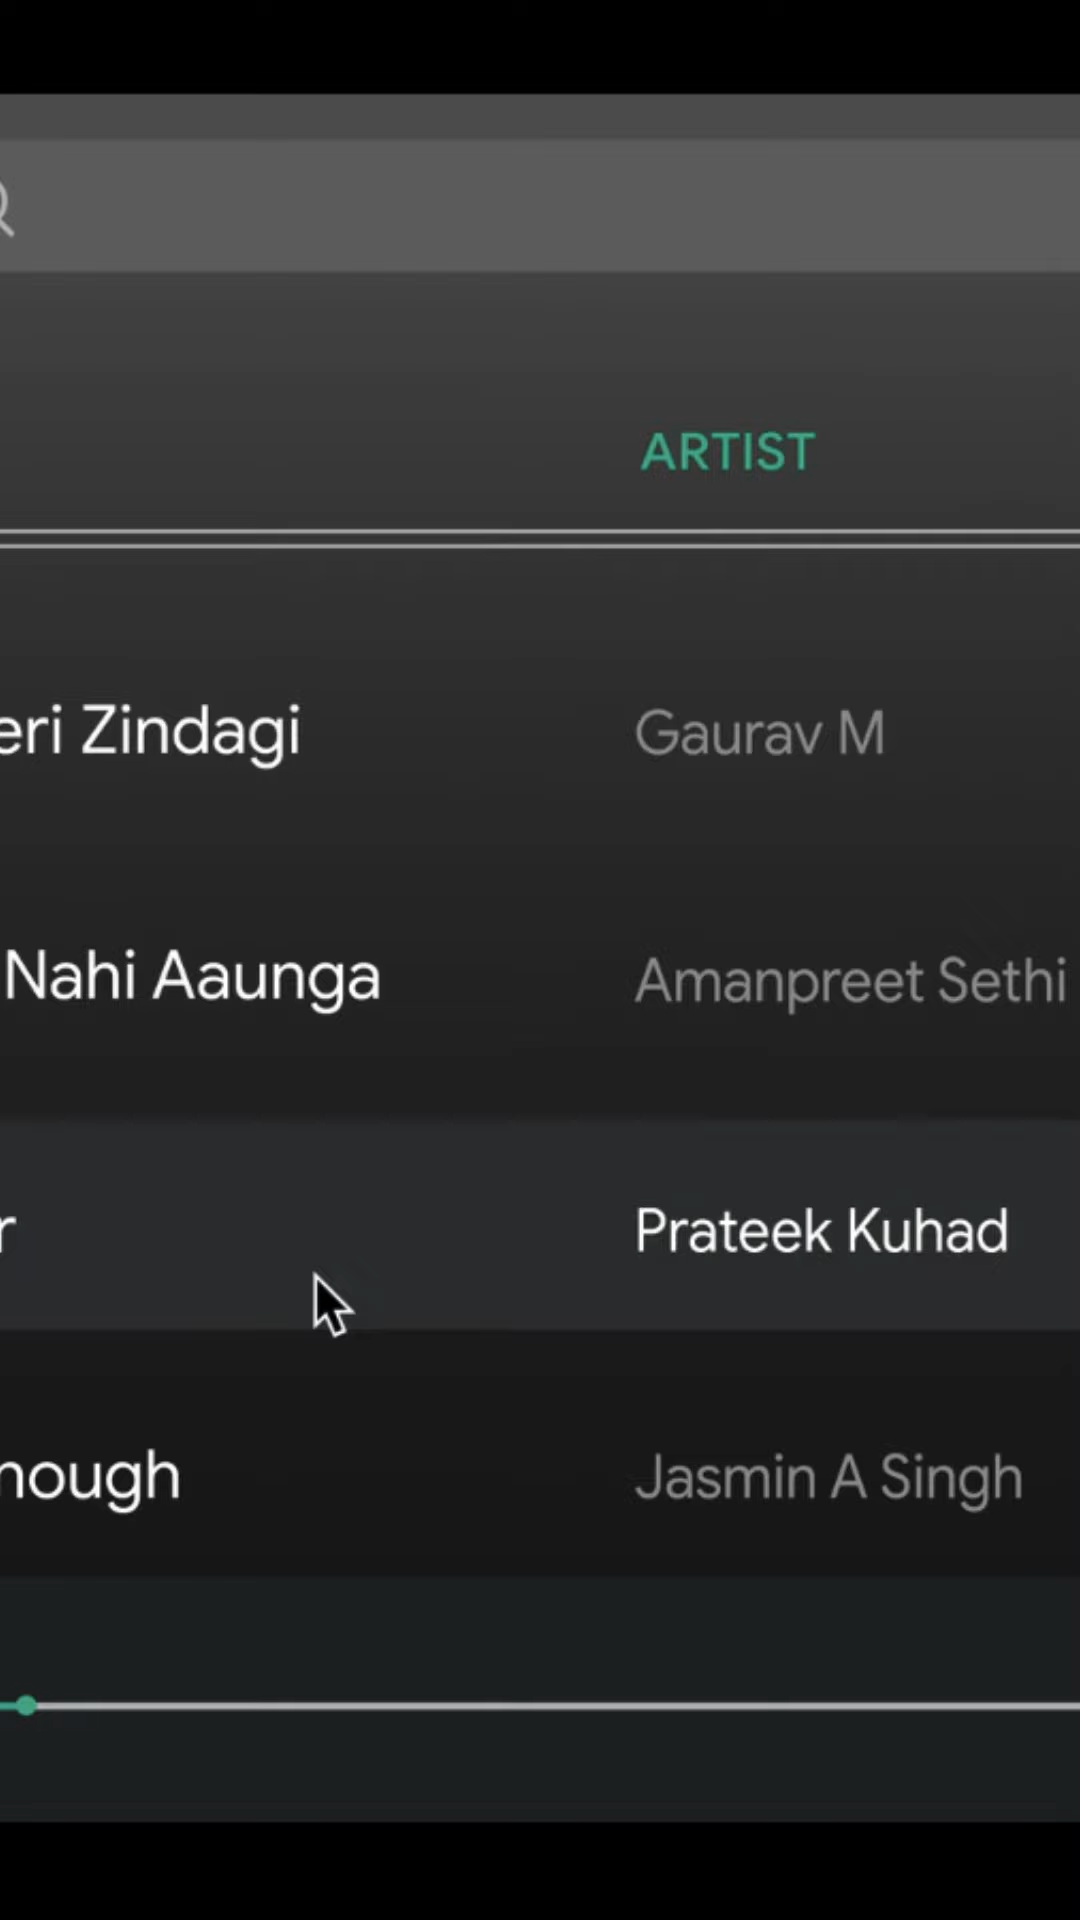 ARTIST
eri Zindagi
Gaurav M
Nahi Aaunga
Amanpreet Sethi
r
Prateek Kuhad
nough
Jasmin A Singh